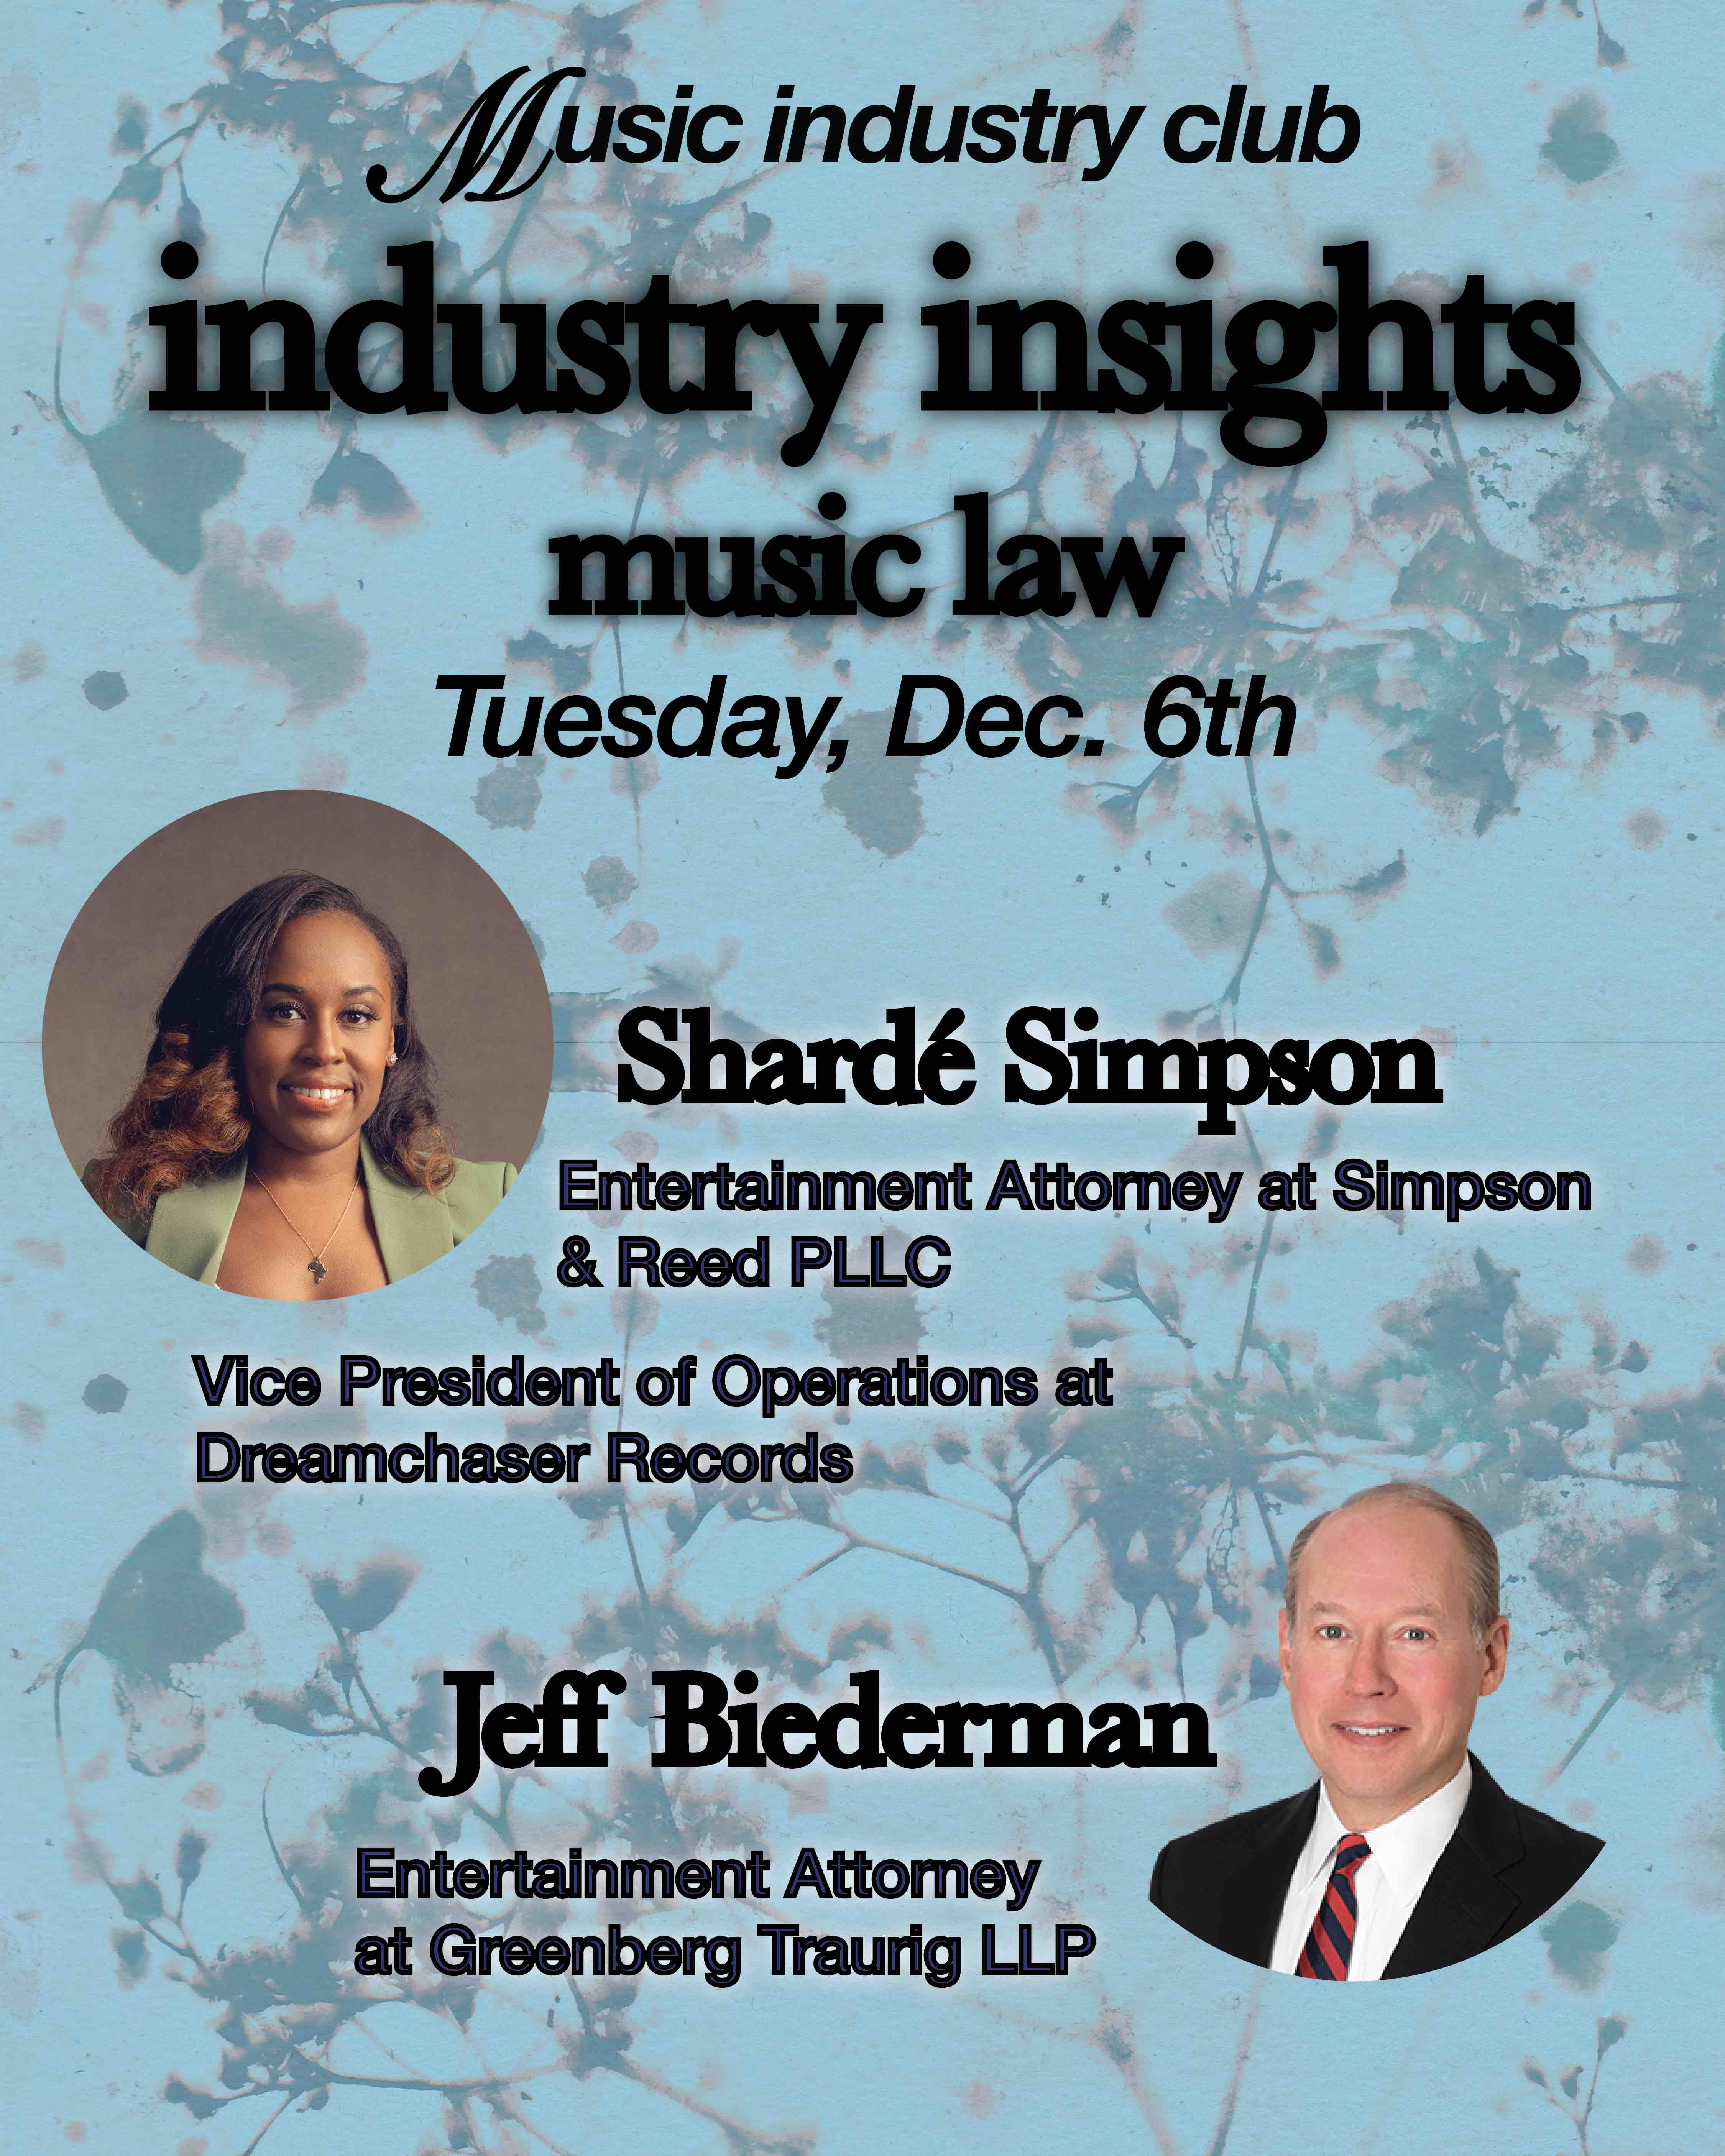 Music industry club
industry insights
music law
Tuesday, Dec. 6th
Shardé Simpson
Entertainment Attorney at Simpson
& Reed PLLC
Vice President of Operations at
Dreamchaser Records
Jeff Biederman
Entertainment Attorney
at Greenberg Traurig LLP